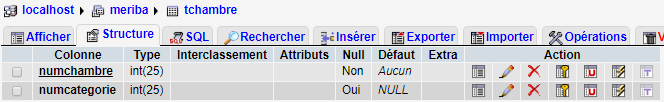 localhost meriba tchambre
Afficher Structure SQL Rechercher Insérer Exporter Importer Opérations
Colonne Type Interclassement Attributs Null Défaut Extra Action
numchambre int(25) Non Aucun
numcategorie int(25) Oui NULL